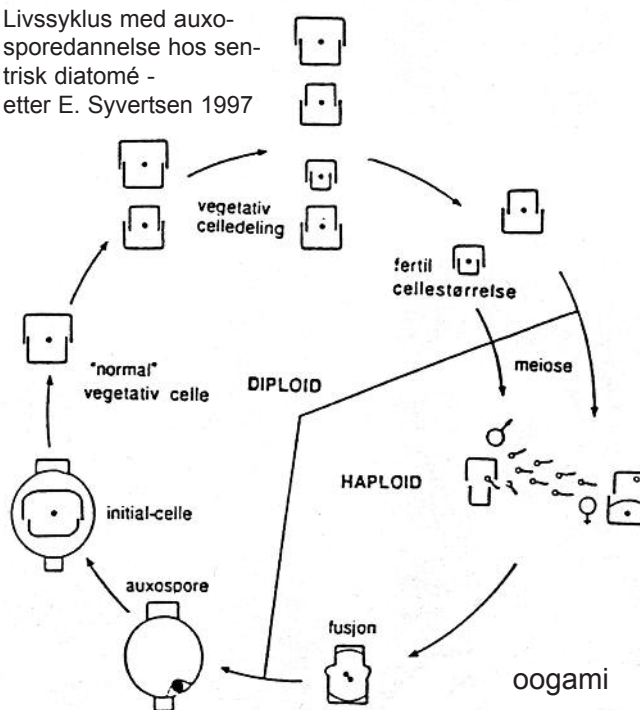 Livssyklus med auxo-
sporedannelse hos sen-
trisk diatomé -
etter E. Syvertsen 1997
vegetativ
celledeling
fertil
cellestørrelse
"normal"
vegetativ celle
DIPLOID
meiose
HAPLOID
initial-celle
auxospore
fusjon
oogami